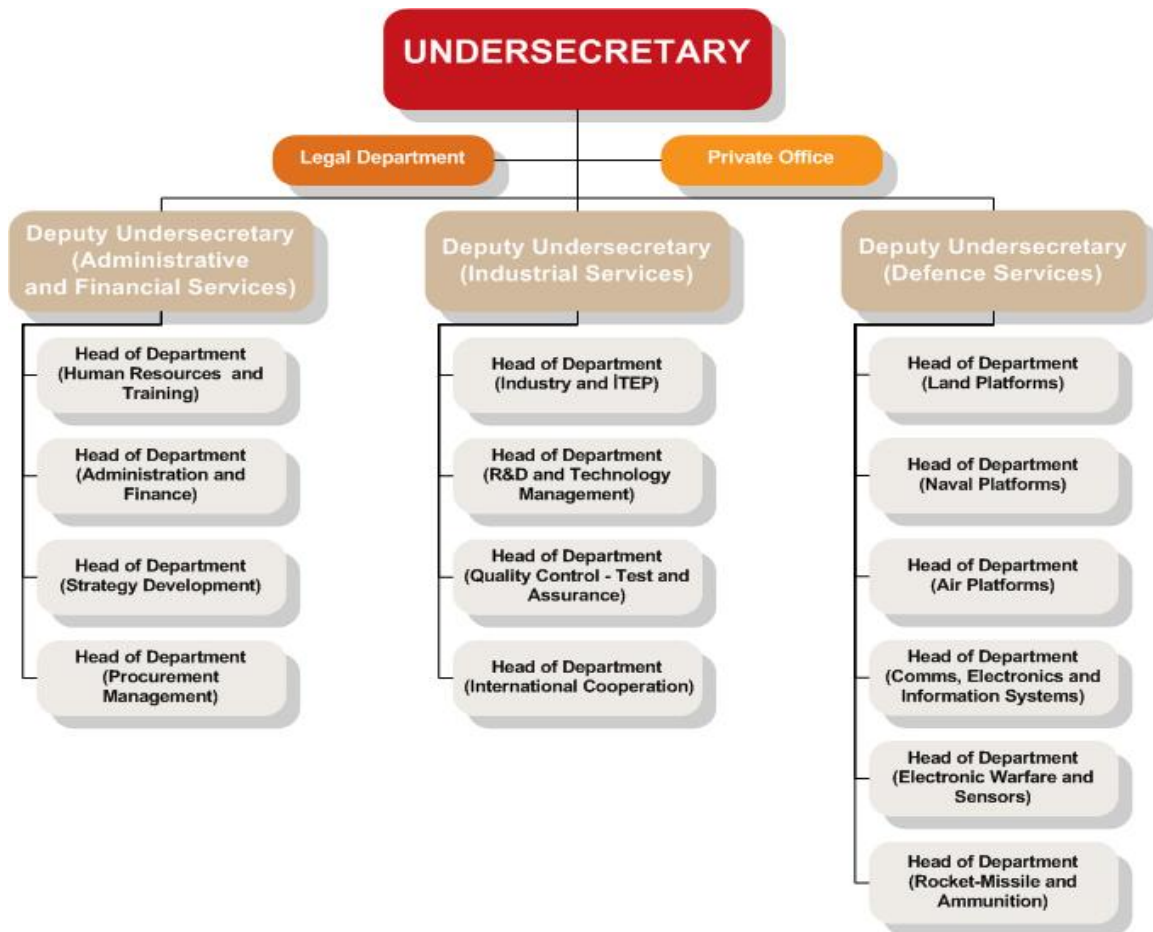 UNDERSECRETARY
Legal Department
Private Office
Deputy Undersecretary
(Administrative
and Financial Services)
Deputy Undersecretary
(Industrial Services)
Deputy Undersecretary
(Defence Services)
Head of Department
(Human Resources and
Training)
Head of Department
(Administration and
Finance)
Head of Department
(Strategy Development)
Head of Department
(Procurement
Management)
Head of Department
(Industry and İTEP)
Head of Department
(R&D and Technology
Management)
Head of Department
(Quality Control - Test and
Assurance)
Head of Department
(International Cooperation)
Head of Department
(Land Platforms)
Head of Department
(Naval Platforms)
Head of Department
(Air Platforms)
Head of Department
(Comms, Electronics and
Information Systems)
Head of Department
(Electronic Warfare and
Sensors)
Head of Department
(Rocket-Missile and
Ammunition)